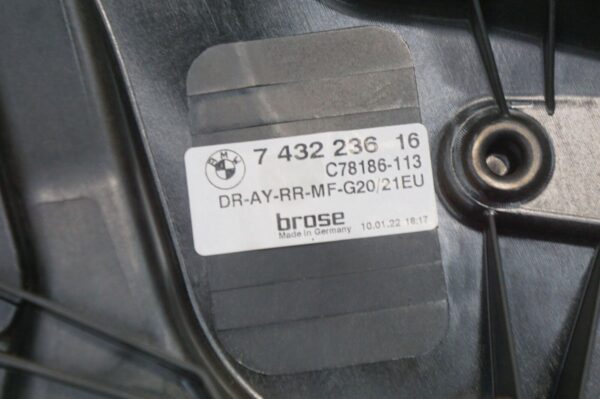 BMW
7 432 236 16
C78186-113
DR-AY-RR-MF-G20/21EU
brose
Made in Germany 10.01.22 16:17